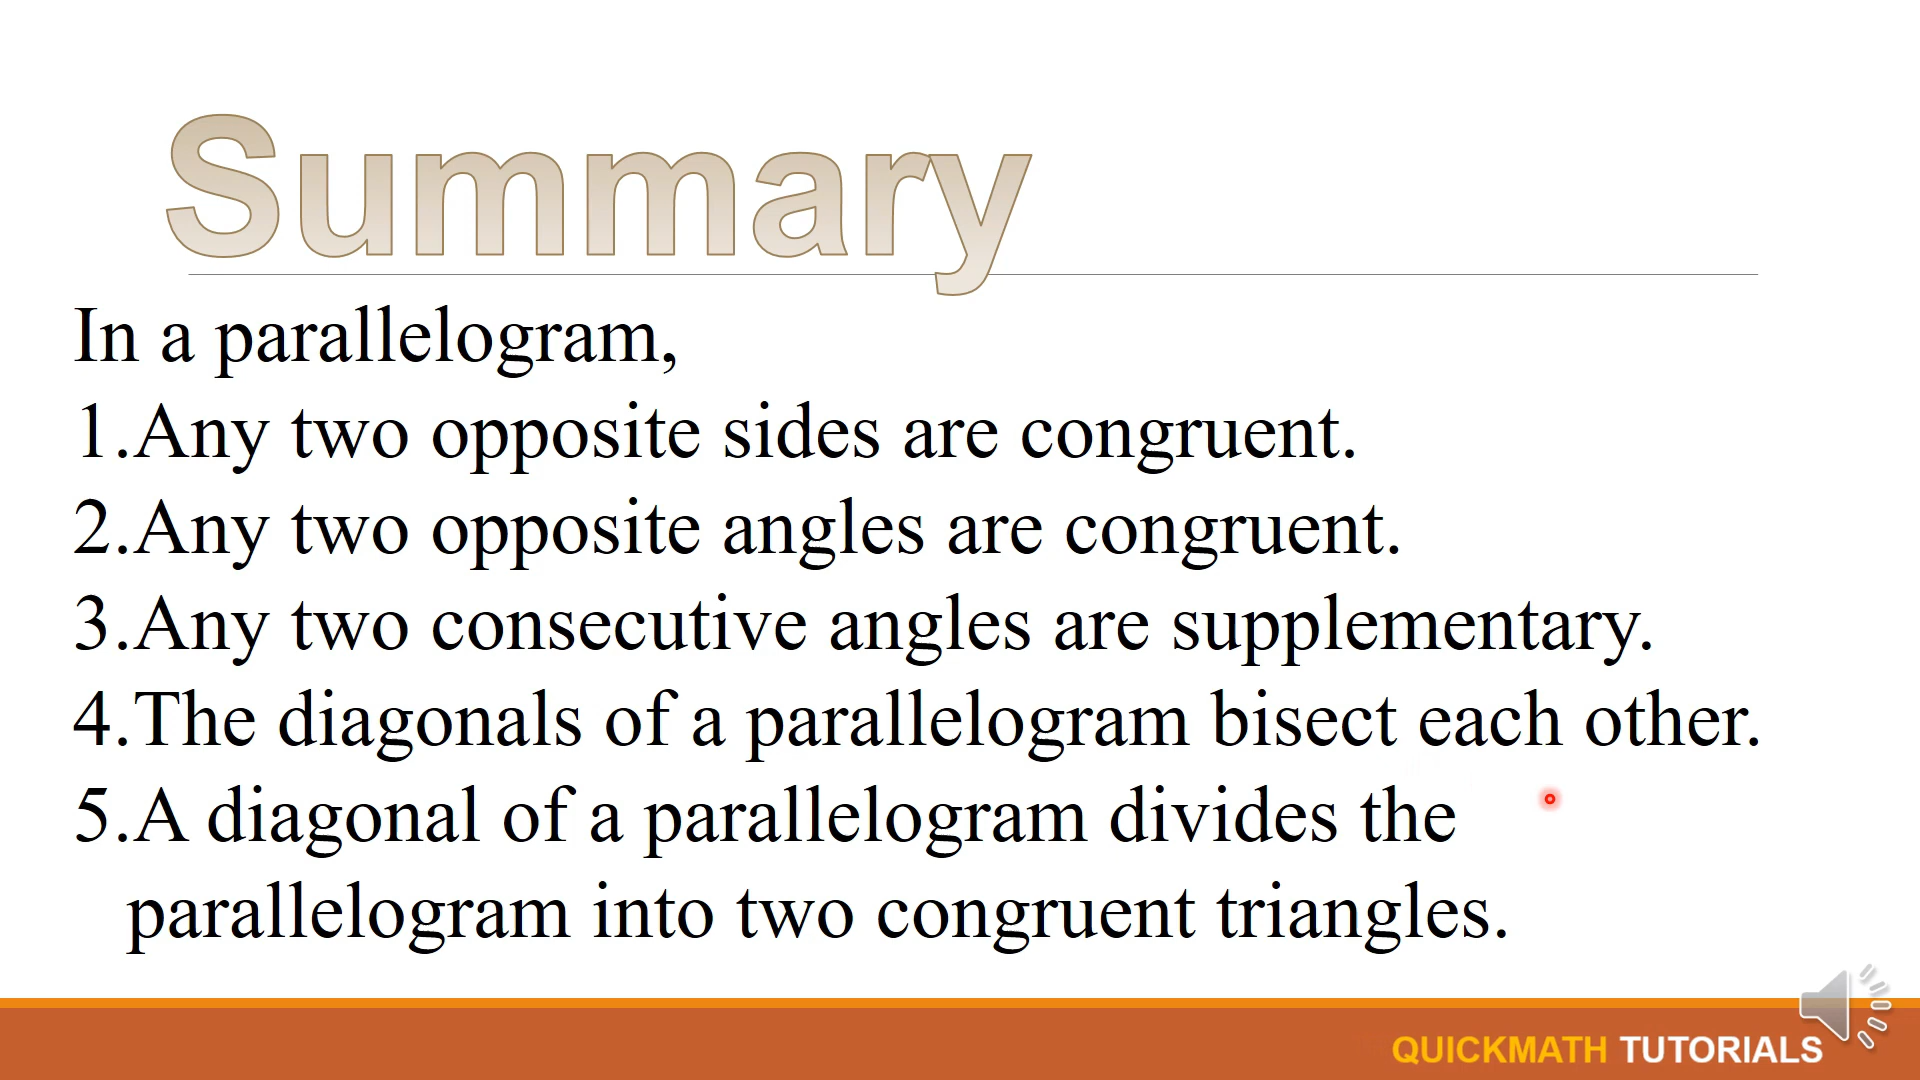 Summary
In a parallelogram,
1.Any two opposite sides are congruent.
2.Any two opposite angles are congruent.
3.Any two consecutive angles are supplementary.
4.The diagonals of a parallelogram bisect each other.
5.A diagonal of a parallelogram divides the
parallelogram into two congruent triangles.
QUICKMATH TUTORIALS